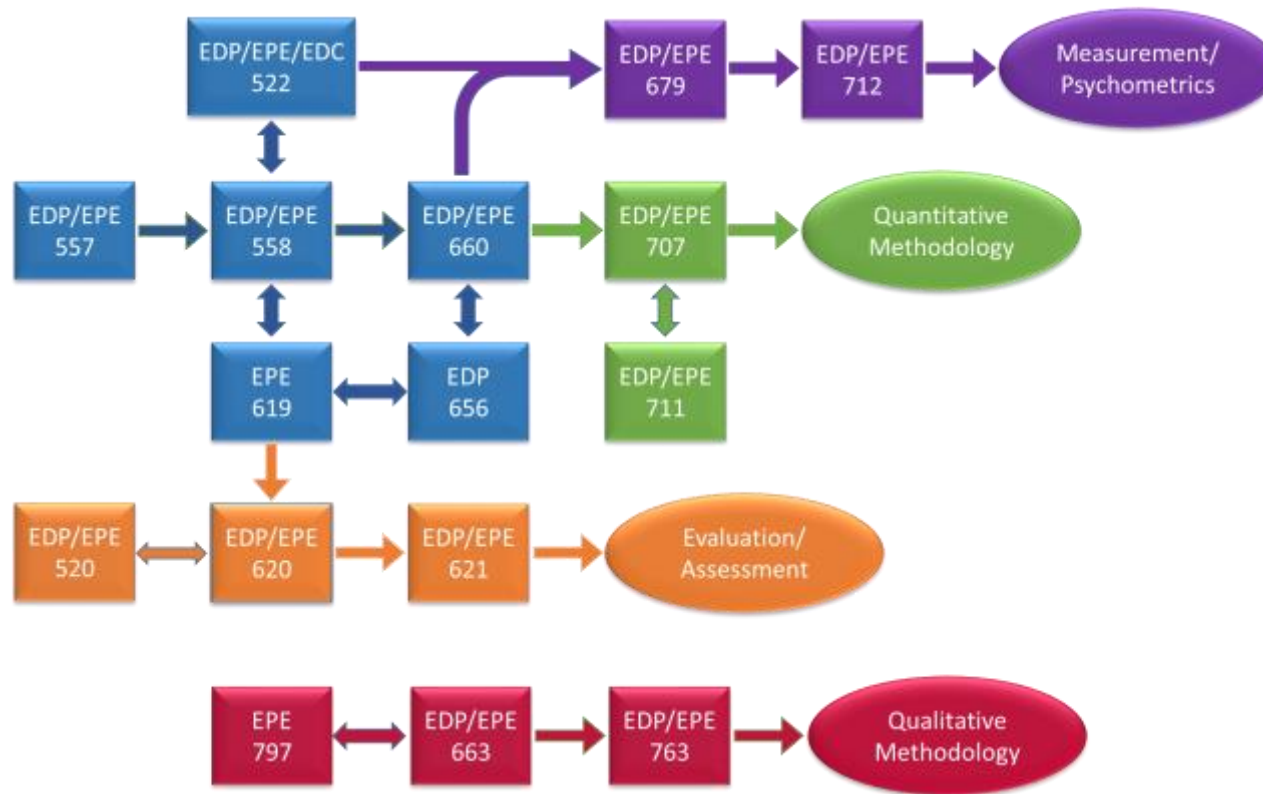 EDP/EPE/EDC
522
EDP/EPE
679
EDP/EPE
712
Measurement/
Psychometrics
EDP/EPE
557
EDP/EPE
558
EDP/EPE
660
EDP/EPE
707
Quantitative
Methodology
EPE
619
EDP
656
EDP/EPE
711
EDP/EPE
520
EDP/EPE
620
EDP/EPE
621
Evaluation/
Assessment
EPE
797
EDP/EPE
663
EDP/EPE
763
Qualitative
Methodology